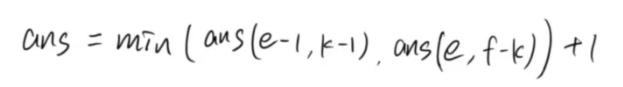 ans = min ( ans(e-1, k-1), ans(e, f-k)) +1